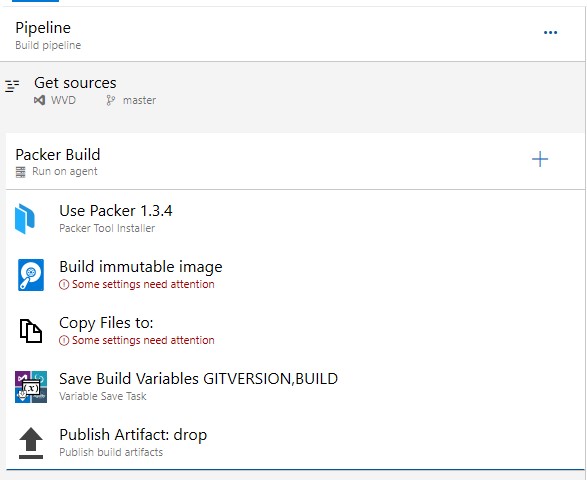 Pipeline
Build pipeline
Get sources
WVD master
Packer Build
Run on agent
Use Packer 1.3.4
Packer Tool Installer
Build immutable image
Some settings need attention
Copy Files to:
Some settings need attention
Save Build Variables GITVERSION,BUILD
Variable Save Task
Publish Artifact: drop
Publish build artifacts